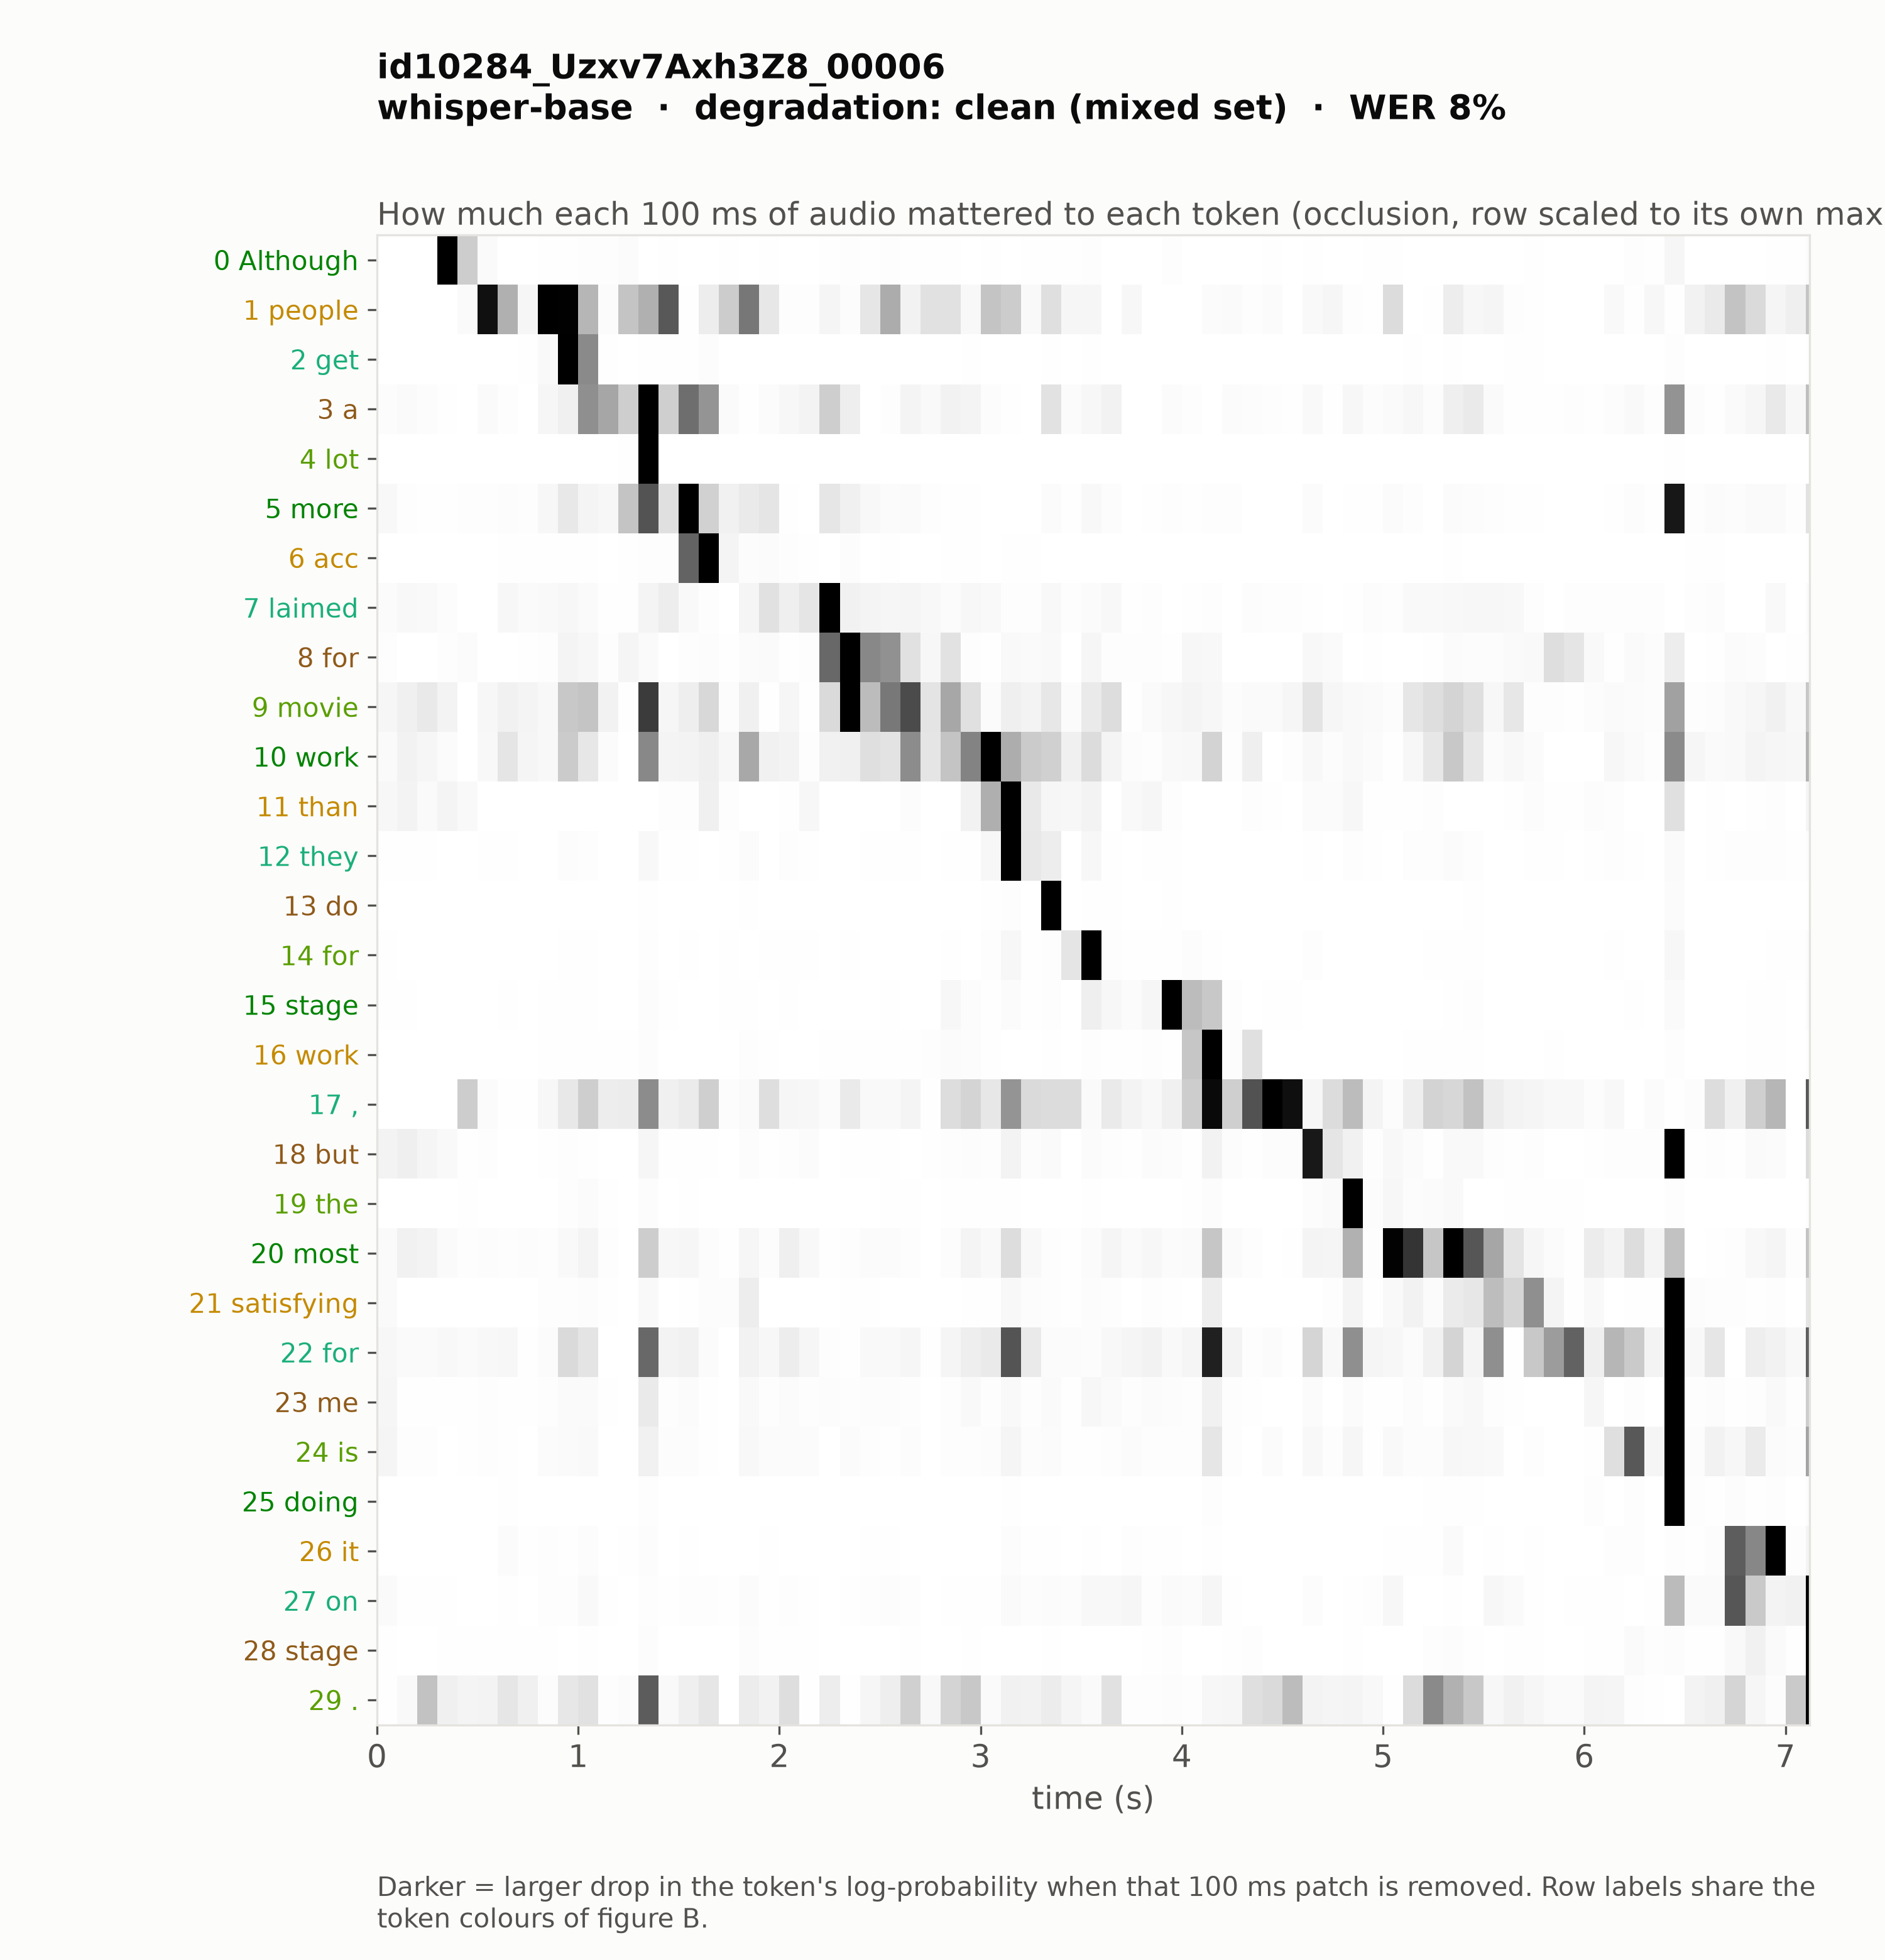 id10284_Uzxv7Axh3Z8_00006
whisper-base · degradation: clean (mixed set) · WER 8%
How much each 100 ms of audio mattered to each token (occlusion, row scaled to its own max
0 Although
1 people
2 get
3 a
4 lot
5 more
6 acc
7 laimed
8 for
9 movie
10 work
11 than
12 they
13 do
14 for
15 stage
16 work
17 ,
18 but
19 the
20 most
21 satisfying
22 for
23 me
24 is
25 doing
26 it
27 on
28 stage
29 .
0 1 2 3 4 5 6 7
time (s)
Darker = larger drop in the token's log-probability when that 100 ms patch is removed. Row labels share the
token colours of figure B.